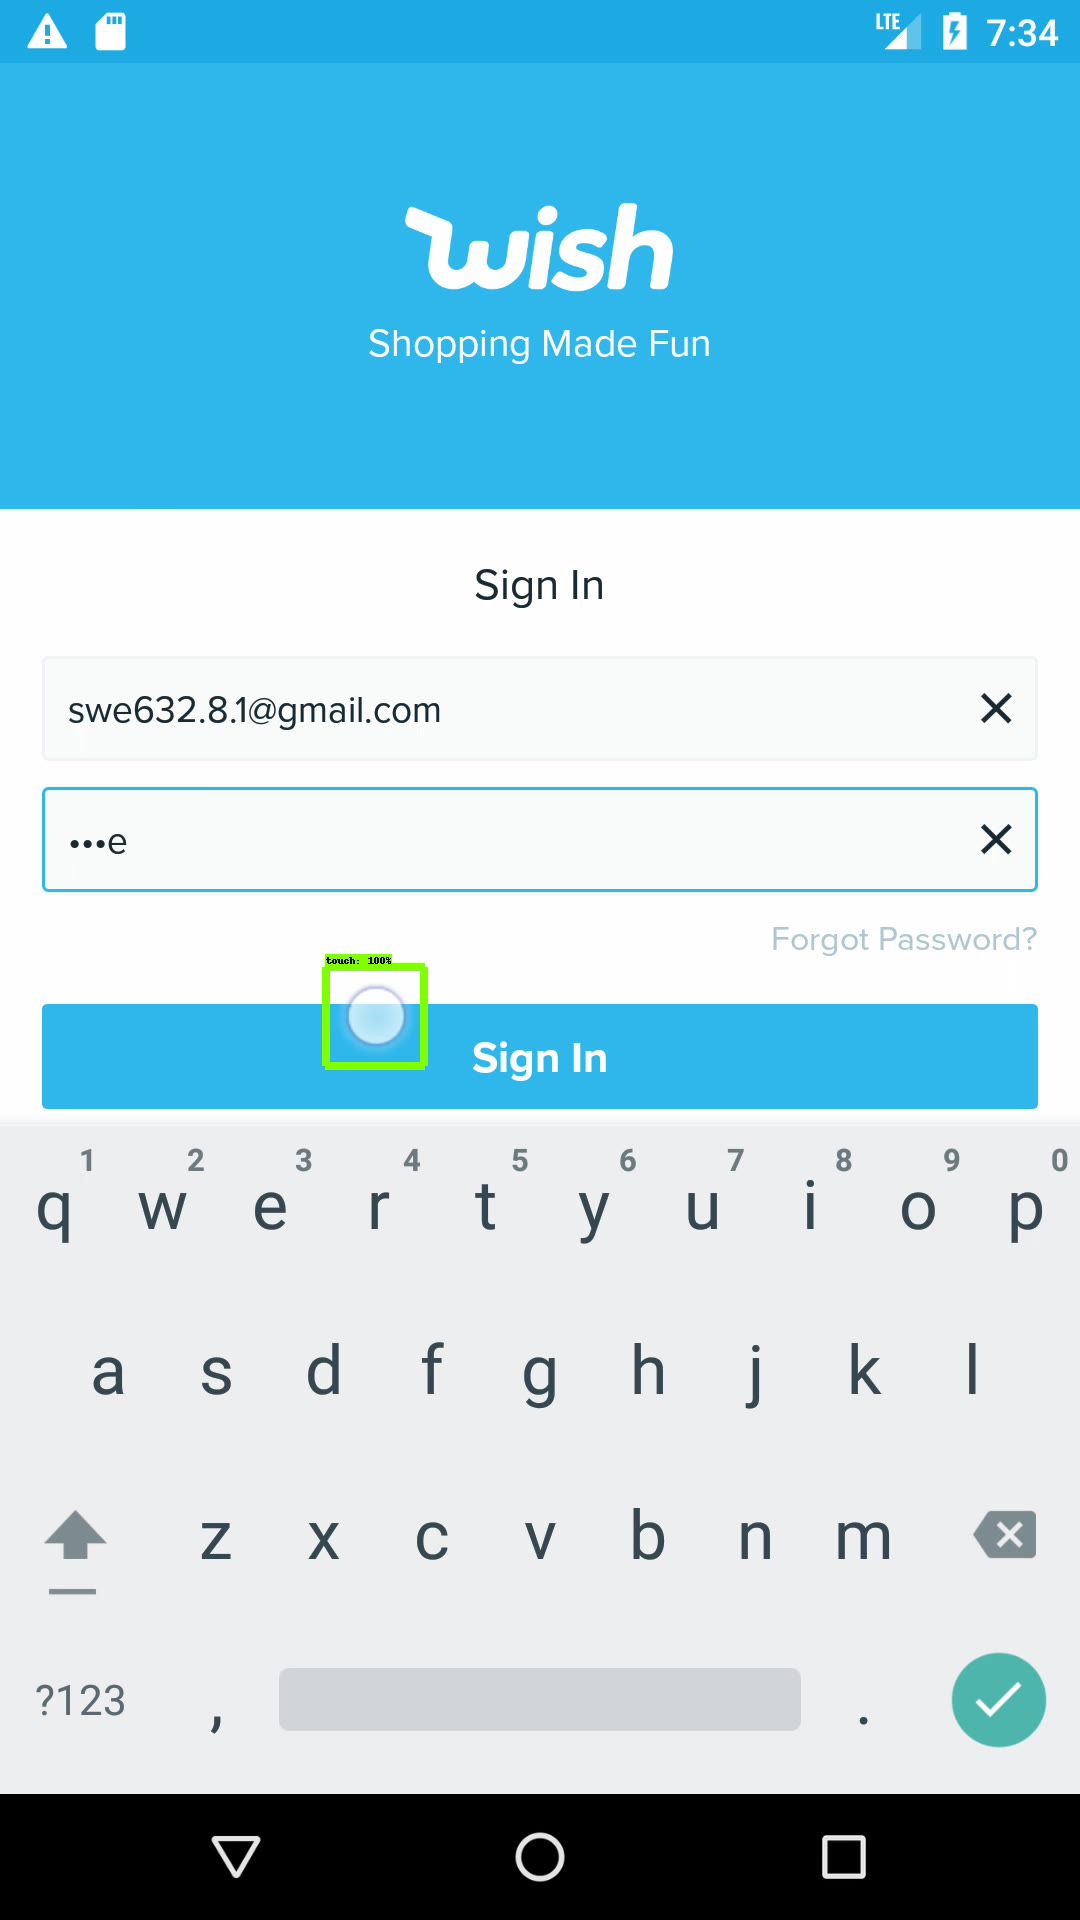 LTE 7:34
wish
Shopping Made Fun
Sign In
swe632.8.1@gmail.com
•••e
Forgot Password?
touch: 100%
Sign In
1 2 3 4 5 6 7 8 9 0
q w e r t y u i o p
a s d f g h j k l
z x c v b n m
?123 , .